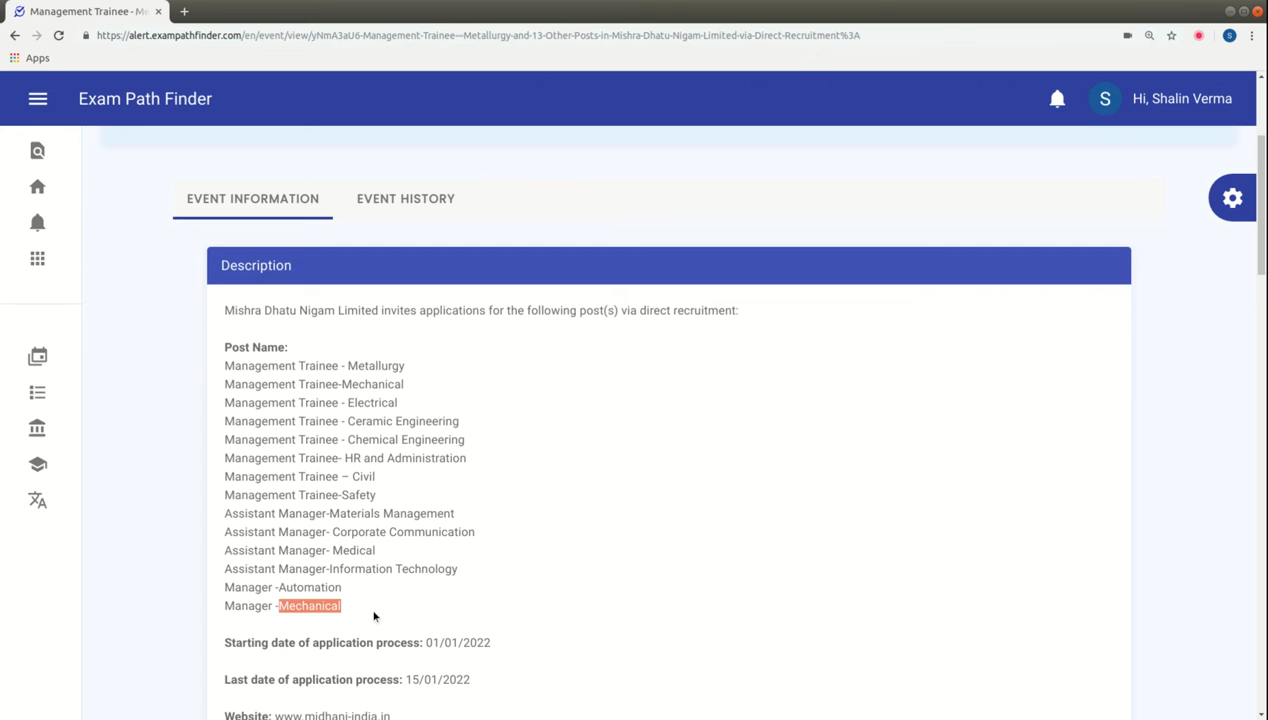 Management Trainee - Me
https://alert.exampathfinder.com/en/event/view/yNmA3aU6-Management-Trainee—Metallurgy-and-13-Other-Posts-in-Mishra-Dhatu-Nigam-Limited-via-Direct-Recruitment%3A
S
Apps
Exam Path Finder
S
Hi, Shalin Verma
EVENT INFORMATION
EVENT HISTORY
Description
Mishra Dhatu Nigam Limited invites applications for the following post(s) via direct recruitment:
Post Name:
Management Trainee - Metallurgy
Management Trainee-Mechanical
Management Trainee - Electrical
Management Trainee - Ceramic Engineering
Management Trainee - Chemical Engineering
Management Trainee- HR and Administration
Management Trainee – Civil
Management Trainee-Safety
Assistant Manager-Materials Management
Assistant Manager- Corporate Communication
Assistant Manager- Medical
Assistant Manager-Information Technology
Manager -Automation
Manager -Mechanical
Starting date of application process: 01/01/2022
Last date of application process: 15/01/2022
Website: www.midhani-india.in